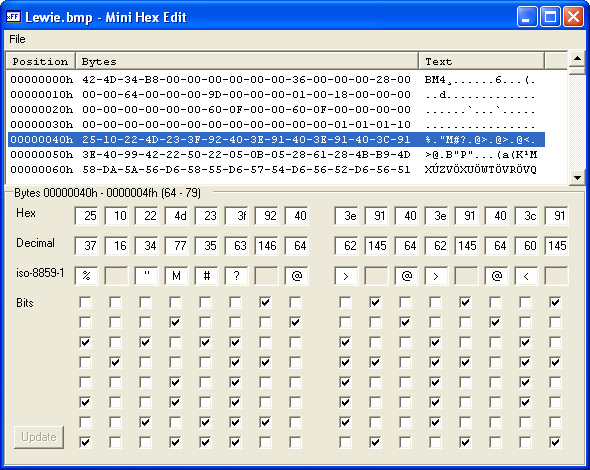 Lewie.bmp - Mini Hex Edit
File
Position Bytes Text
00000000h 42-4D-34-B8-00-00-00-00-00-00-36-00-00-00-28-00 BM4¸......6...(.
00000010h 00-00-64-00-00-00-9D-00-00-00-01-00-18-00-00-00 ..d.............
00000020h 00-00-00-00-00-00-60-0F-00-00-60-0F-00-00-00-00 ......`...`.....
00000030h 00-00-00-00-00-00-00-00-00-00-00-00-01-01-01-10 ................
00000040h 25-10-22-4D-23-3F-92-40-3E-91-40-3E-91-40-3C-91 %."M#?.@>.@>.@<.
00000050h 3E-40-99-42-22-50-22-05-0B-05-28-61-28-4B-B9-4D >@.B"P"...(a(K¹M
00000060h 58-DA-5A-56-D6-58-55-D6-57-54-D6-56-52-D6-56-51 XÚZVÖXUÖWTÖVRÖVQ
Bytes 00000040h - 0000004fh (64 - 79)
Hex 25 10 22 4d 23 3f 92 40 3e 91 40 3e 91 40 3c 91
Decimal 37 16 34 77 35 63 146 64 62 145 64 62 145 64 60 145
iso-8859-1 % " M # ? @ > @ > @ <
Bits
Update